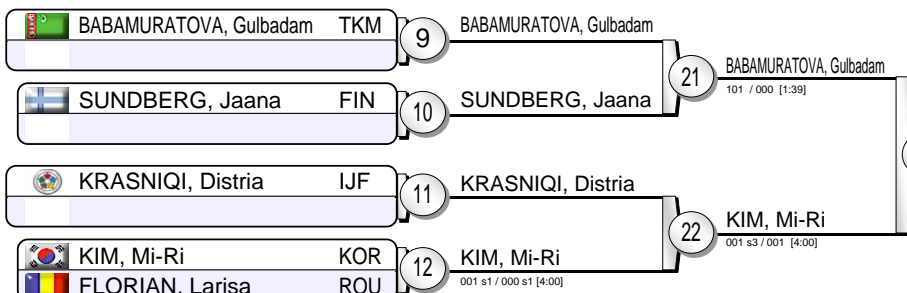 BABAMURATOVA, Gulbadam TKM
9
BABAMURATOVA, Gulbadam
SUNDBERG, Jaana FIN
10
SUNDBERG, Jaana
21
BABAMURATOVA, Gulbadam
101 / 000 [1:39]
KRASNIQI, Distria IJF
11
KRASNIQI, Distria
KIM, Mi-Ri KOR
FLORIAN, Larisa ROU
12
KIM, Mi-Ri
001 s1 / 000 s1 [4:00]
22
KIM, Mi-Ri
001 s3 / 001 [4:00]